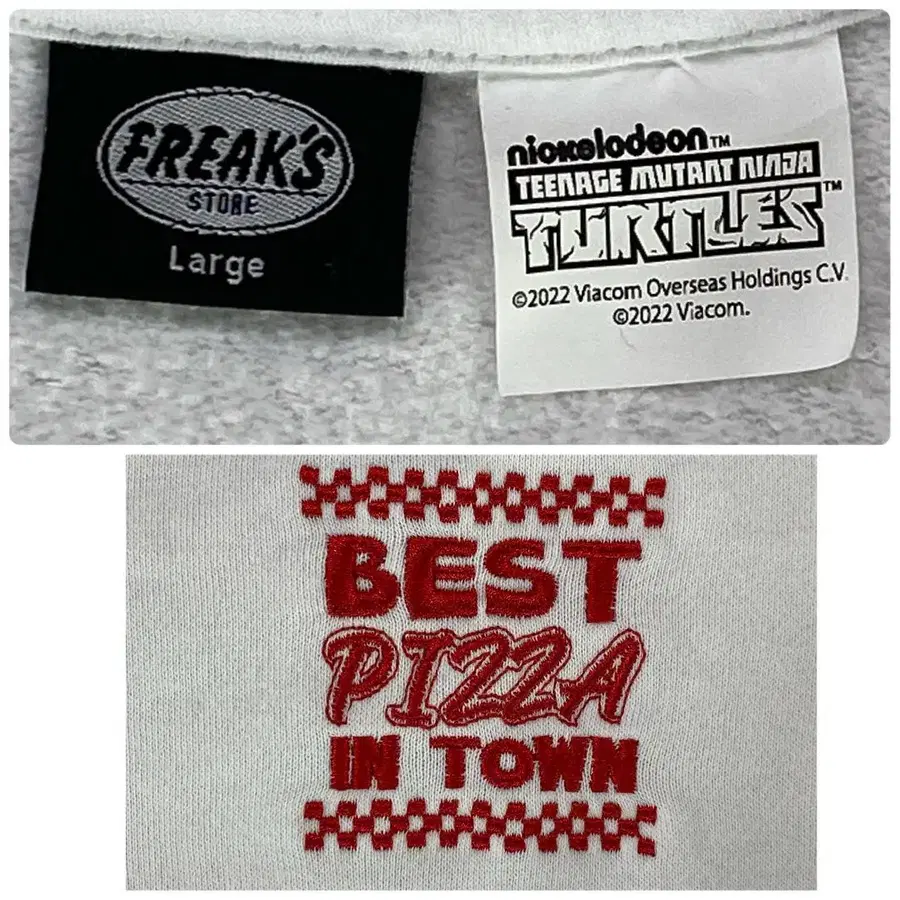 FREAK'S
STORE
Large
nickelodeon™
TEENAGE MUTANT NINJA
TURTLES™
©2022 Viacom Overseas Holdings C.V.
©2022 Viacom.
BEST
PIZZA
IN TOWN